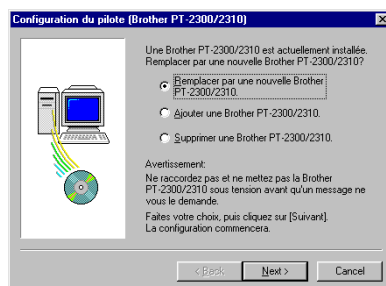 Configuration du pilote (Brother PT-2300/2310)
Une Brother PT-2300/2310 est actuellement installée.
Remplacer par une nouvelle Brother PT-2300/2310?
Remplacer par une nouvelle Brother
PT-2300/2310.
Ajouter une Brother PT-2300/2310.
Supprimer une Brother PT-2300/2310.
Avertissement:
Ne raccordez pas et ne mettez pas la Brother
PT-2300/2310 sous tension avant qu'un message ne
vous le demande.
Faites votre choix, puis cliquez sur [Suivant].
La configuration commencera.
< Back
Next >
Cancel